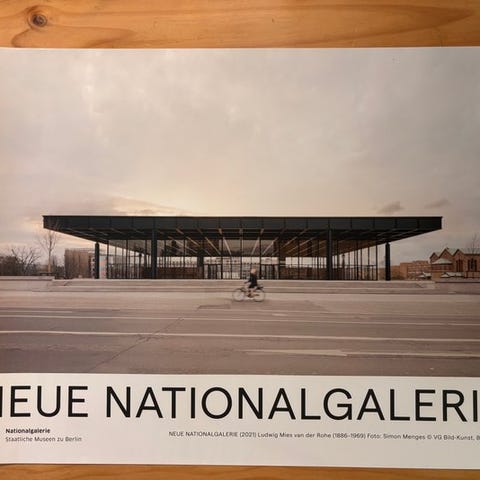 NEUE NATIONALGALERI
Nationalgalerie
Staatliche Museen zu Berlin
NEUE NATIONALGALERIE (2021) Ludwig Mies van der Rohe (1886–1969) Foto: Simon Menges © VG Bild-Kunst, B